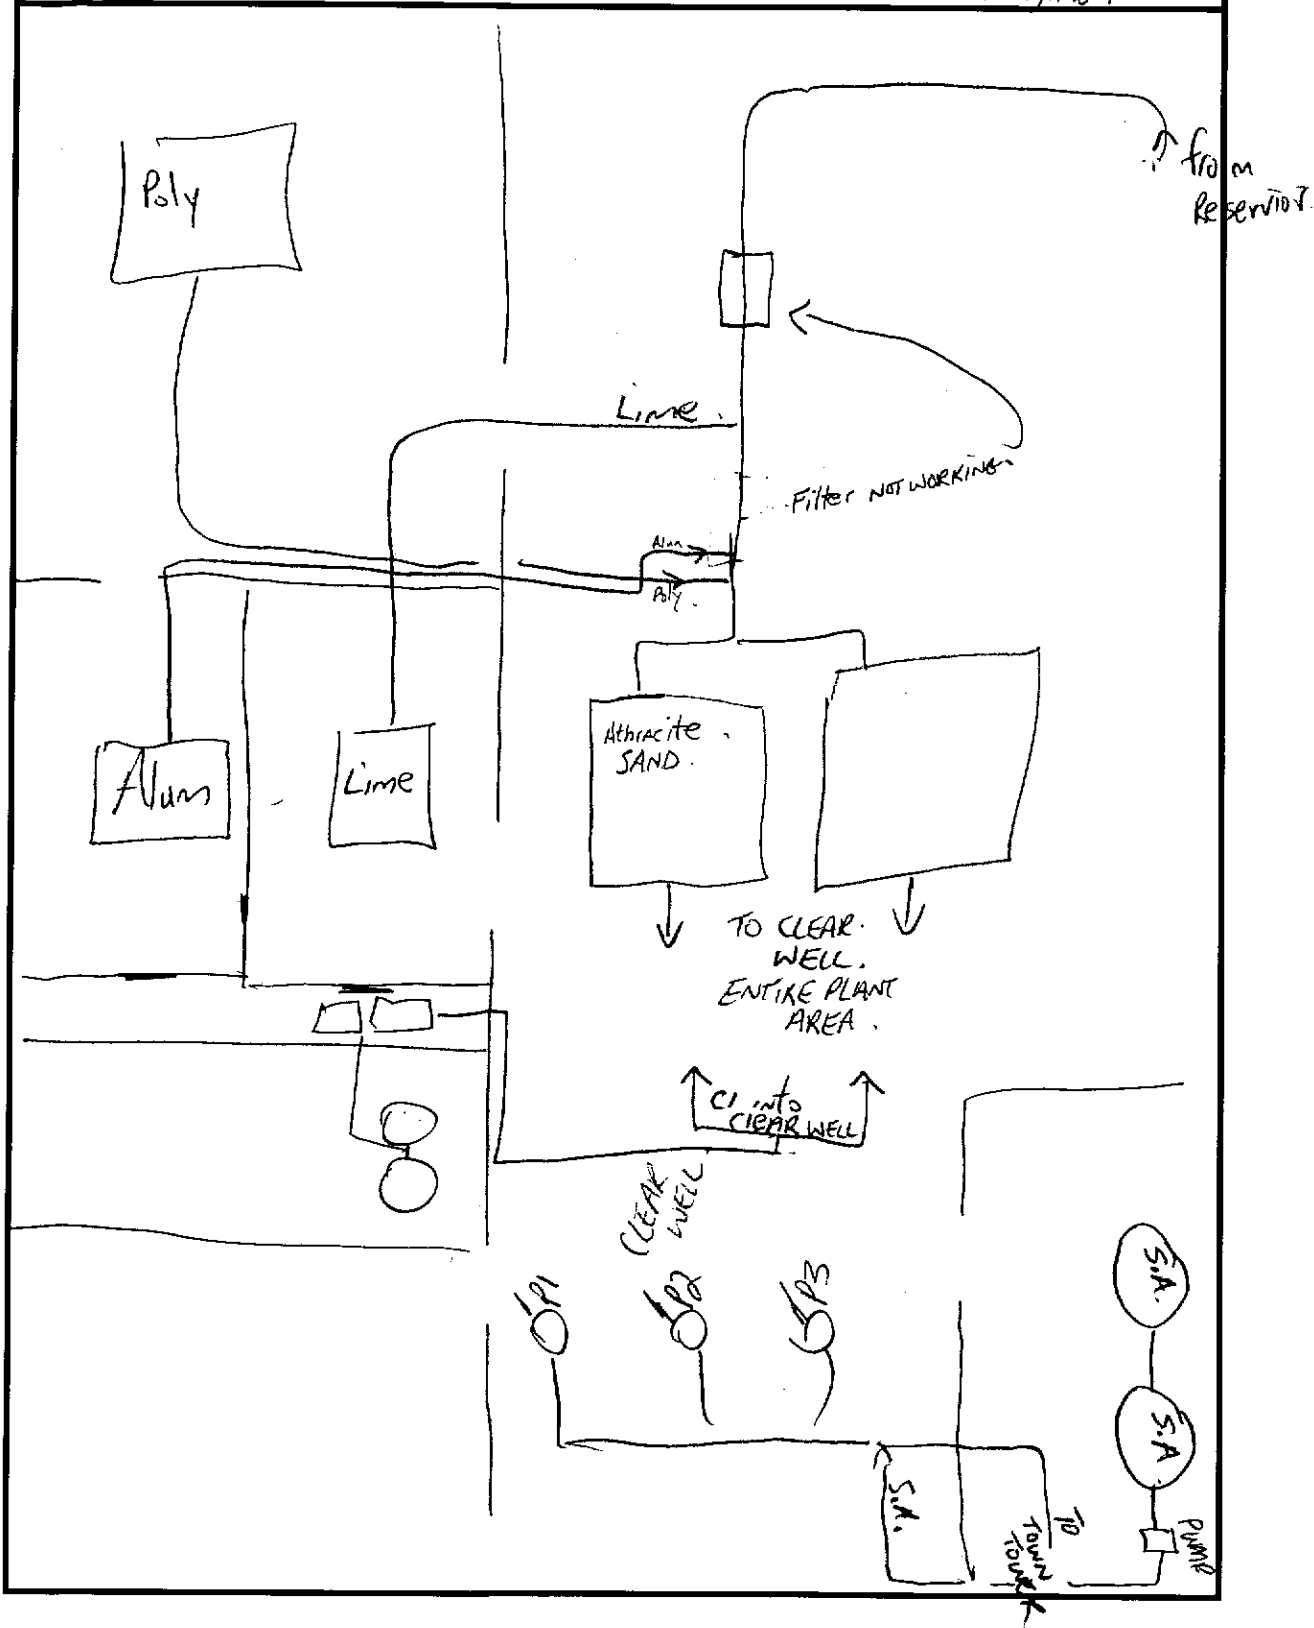 from
Reservior
Poly
Lime.
Filter NOT WORKING.
Alum
Poly.
Athracite
SAND.
Alum
Lime
TO CLEAR.
WELL.
ENTIRE PLANT
AREA.
Cl into
CLEAR WELL
CLEAR
WELL
P1
P2
P3
S.A.
S.A
S.A.
TO
TOWN
PUMP